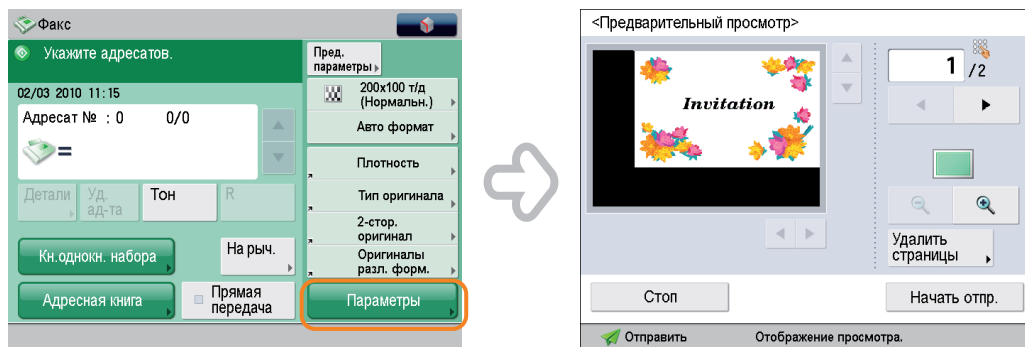 Факс
Укажите адресатов.
02/03 2010 11:15
Адресат № : 0 0/0
=
Детали
Уд.
ад-та
Тон
R
Кн.однокн. набора
На рыч.
Адресная книга
Прямая
передача
Пред.
параметры
200x100 т/д
(Нормальн.)
Авто формат
Плотность
Тип оригинала
2-стор.
оригинал
Оригиналы
разл. форм.
Параметры
<Предварительный просмотр>
Invitation
1 /2
Удалить
страницы
Стоп
Начать отпр.
Отправить
Отображение просмотра.